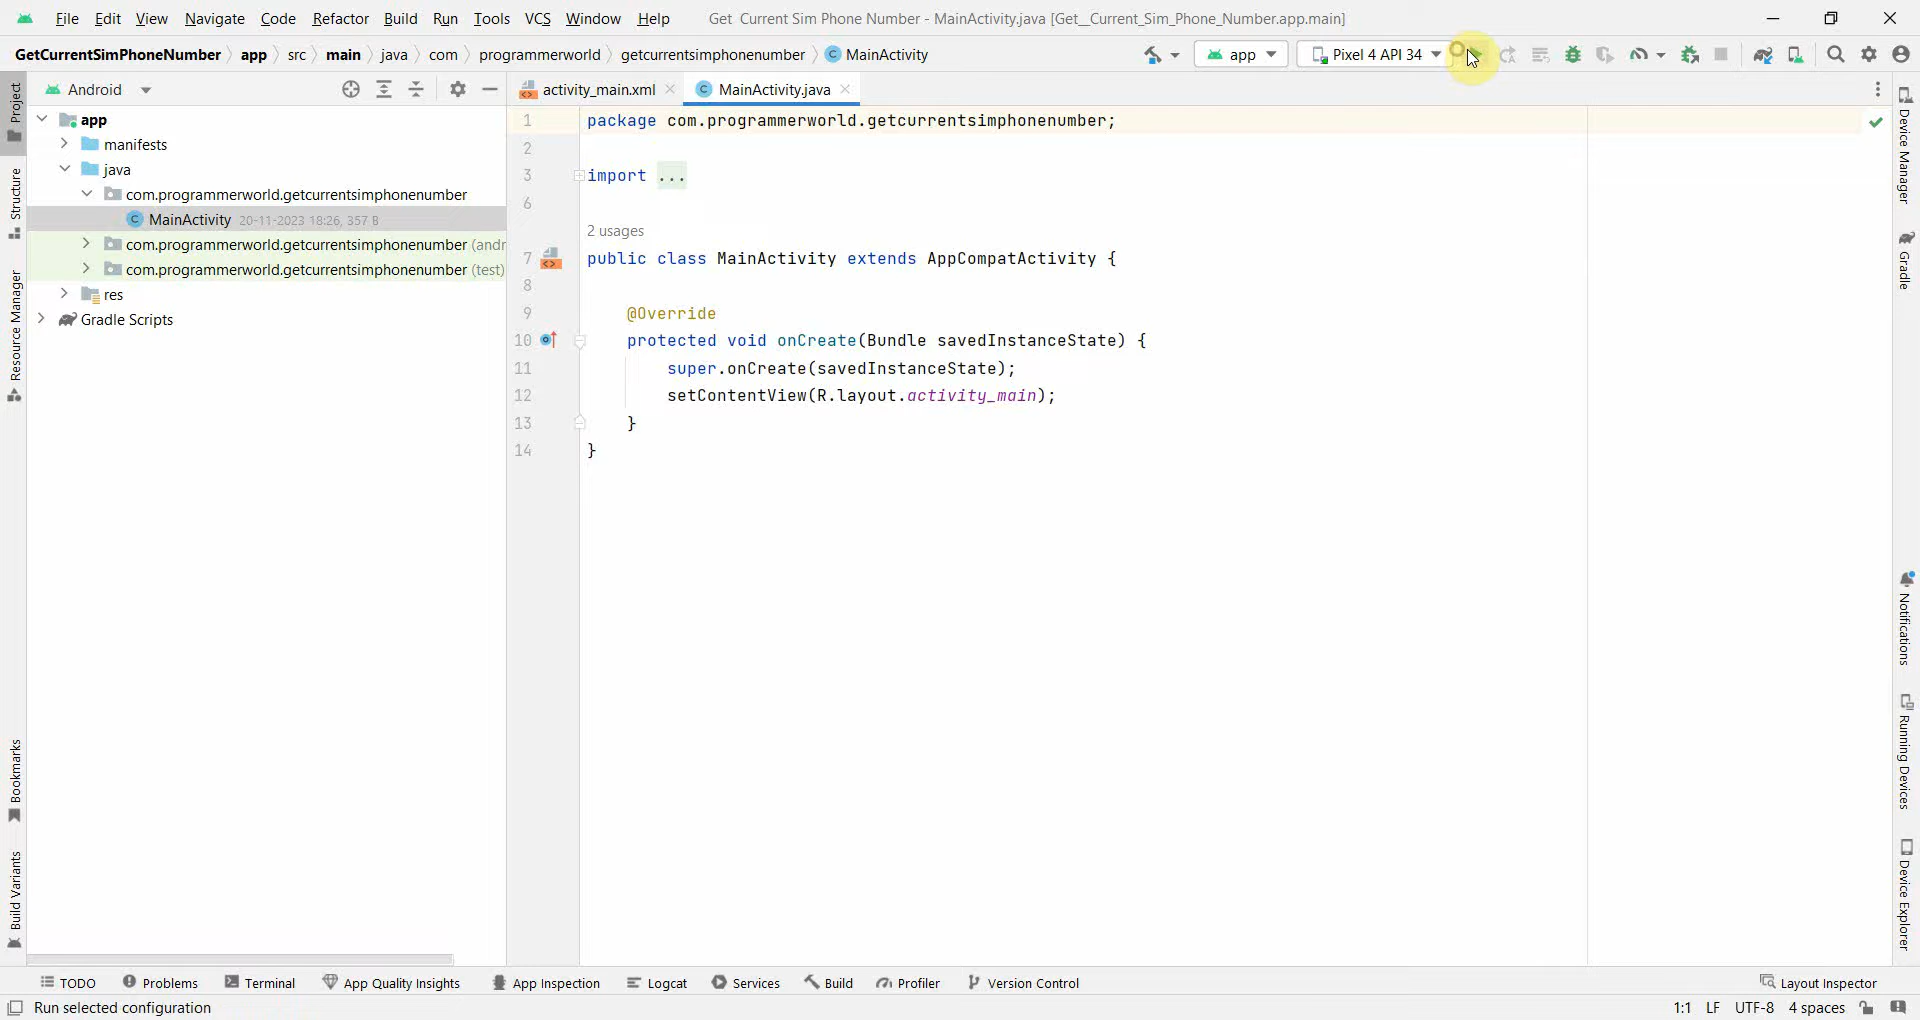 File Edit View Navigate Code Refactor Build Run Tools VCS Window Help Get Current Sim Phone Number - MainActivity.java [Get__Current_Sim_Phone_Number.app.main]
GetCurrentSimPhoneNumber app src main java com programmerworld getcurrentsimphonenumber C MainActivity app Pixel 4 API 34
Project
Android
activity_main.xml
C MainActivity.java
app
manifests
java
com.programmerworld.getcurrentsimphonenumber
C MainActivity 20-11-2023 18:26, 357 B
com.programmerworld.getcurrentsimphonenumber (andr
com.programmerworld.getcurrentsimphonenumber (test)
res
Gradle Scripts
Structure
Resource Manager
Bookmarks
Build Variants
1 package com.programmerworld.getcurrentsimphonenumber;
2
3 import ...
6
2 usages
7 public class MainActivity extends AppCompatActivity {
8
9 @Override
10 protected void onCreate(Bundle savedInstanceState) {
11 super.onCreate(savedInstanceState);
12 setContentView(R.layout.activity_main);
13 }
14 }
Device Manager
Gradle
Notifications
Running Devices
Device Explorer
TODO Problems Terminal App Quality Insights App Inspection Logcat Services Build Profiler Version Control Layout Inspector
Run selected configuration 1:1 LF UTF-8 4 spaces